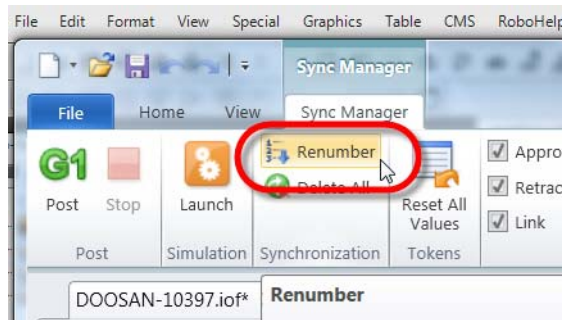 File Edit Format View Special Graphics Table CMS RoboHelp
Sync Manager
File Home View Sync Manager
G1
Renumber
Delete All
Post Stop Launch Reset All Values
Appro
Retrac
Link
Post Simulation Synchronization Tokens
DOOSAN-10397.iof*
Renumber